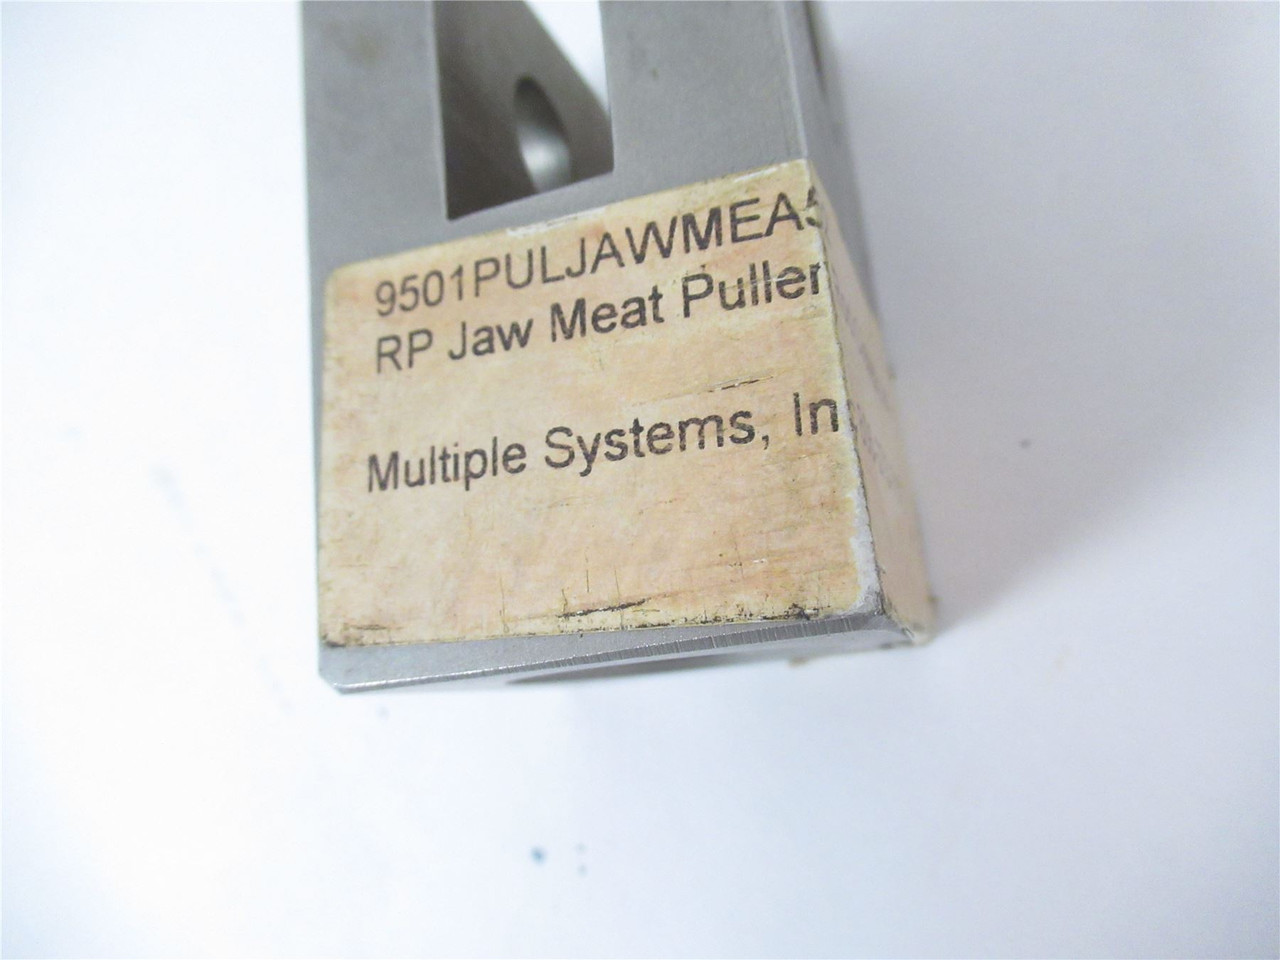 9501PULJAWMEA
RP Jaw Meat Puller
Multiple Systems, In